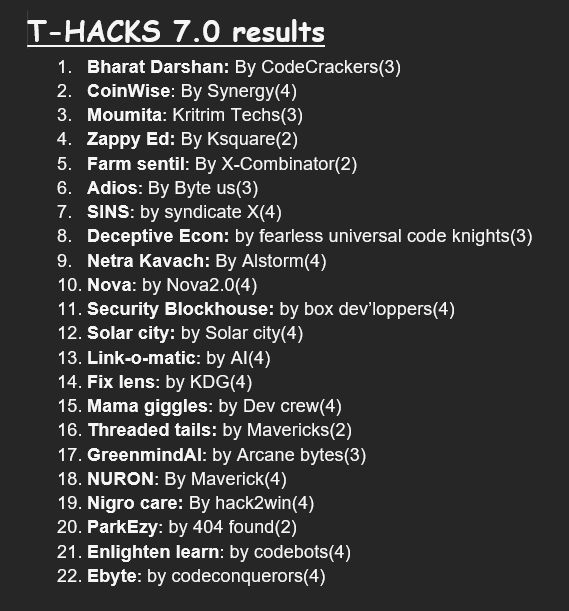 T-HACKS 7.0 results
1. Bharat Darshan: By CodeCrackers(3)
2. CoinWise: By Synergy(4)
3. Moumita: Kritrim Techs(3)
4. Zappy Ed: By Ksquare(2)
5. Farm sentil: By X-Combinator(2)
6. Adios: By Byte us(3)
7. SINS: by syndicate X(4)
8. Deceptive Econ: by fearless universal code knights(3)
9. Netra Kavach: By Alstorm(4)
10. Nova: by Nova2.0(4)
11. Security Blockhouse: by box dev'loppers(4)
12. Solar city: by Solar city(4)
13. Link-o-matic: by AI(4)
14. Fix lens: by KDG(4)
15. Mama giggles: by Dev crew(4)
16. Threaded tails: by Mavericks(2)
17. GreenmindAI: by Arcane bytes(3)
18. NURON: By Maverick(4)
19. Nigro care: By hack2win(4)
20. ParkEzy: by 404 found(2)
21. Enlighten learn: by codebots(4)
22. Ebyte: by codeconquerors(4)